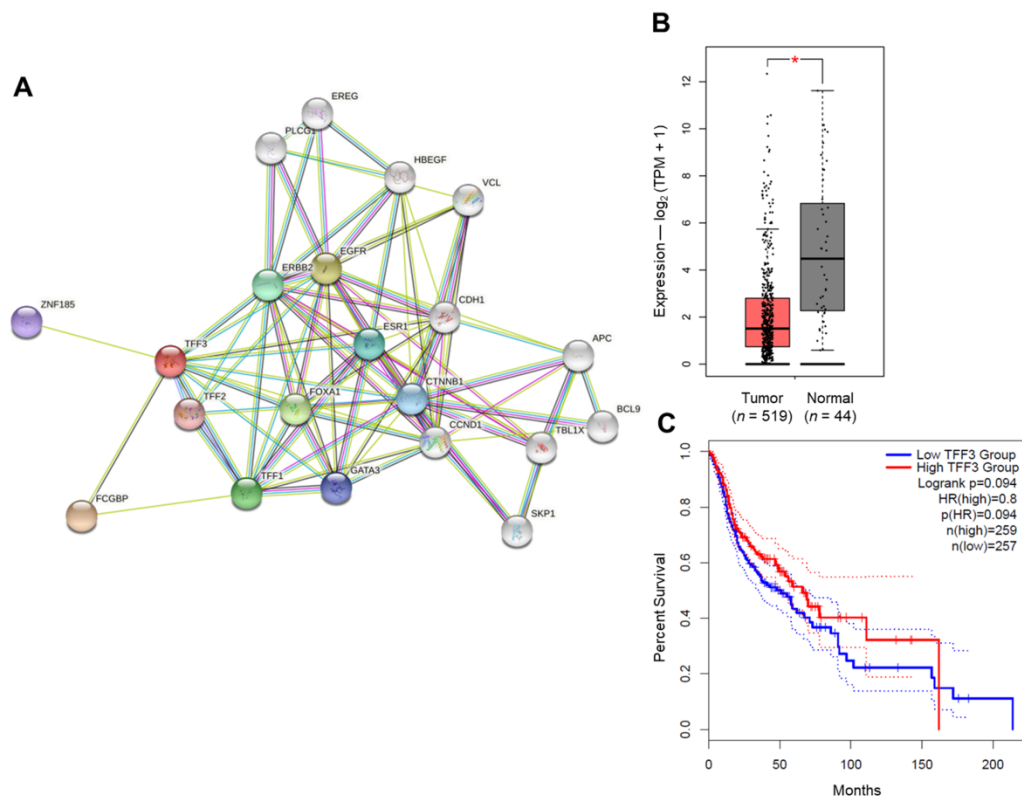 A
EREG
PLCG1
HBEGF
VCL
EGFR
ERBB2
CDH1
ZNF185
ESR1
TFF3
APC
CTNNB1
FOXA1
TFF2
BCL9
CCND1
TBL1X
TFF1
GATA3
FCGBP
SKP1
B
*
Expression — log2 (TPM + 1)
12
10
8
6
4
2
0
Tumor Normal
(n = 519) (n = 44)
C
Low TFF3 Group
High TFF3 Group
Logrank p=0.094
HR(high)=0.8
p(HR)=0.094
n(high)=259
n(low)=257
Percent Survival
1.0
0.8
0.6
0.4
0.2
0.0
0 50 100 150 200
Months